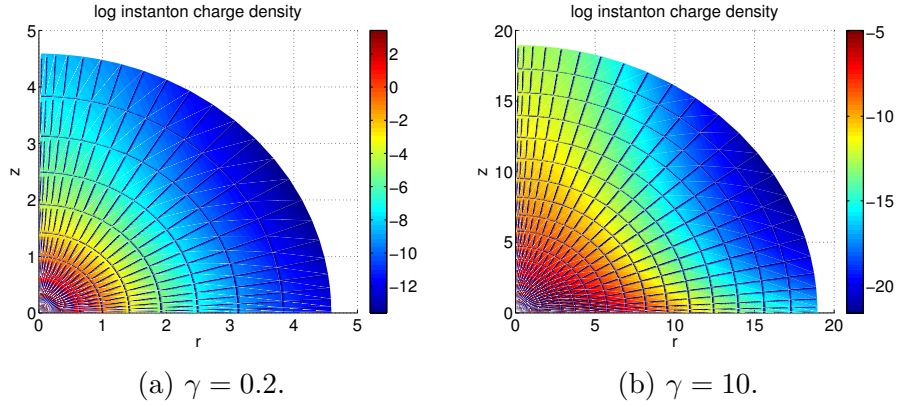 log instanton charge density
5
4
3
2
1
0
z
0 1 2 3 4 5
r
2
0
−2
−4
−6
−8
−10
−12
(a) γ = 0.2.
log instanton charge density
20
15
10
5
0
z
0 5 10 15 20
r
−5
−10
−15
−20
(b) γ = 10.